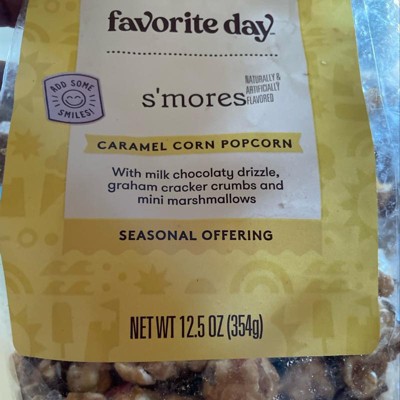 favorite day
ADD SOME
SMILES!
s'mores
NATURALLY &
ARTIFICIALLY
FLAVORED
CARAMEL CORN POPCORN
With milk chocolaty drizzle,
graham cracker crumbs and
mini marshmallows
SEASONAL OFFERING
NET WT 12.5 OZ (354g)